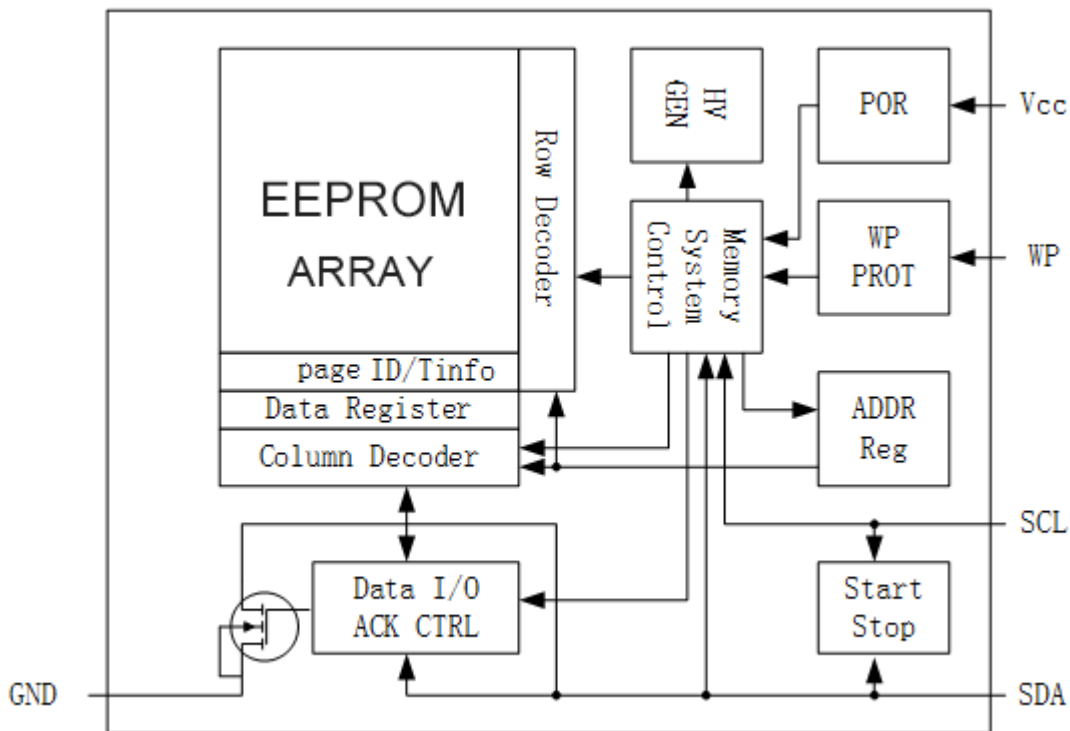 EEPROM
ARRAY
Row Decoder
page ID/Tinfo
Data Register
Column Decoder
HV
GEN
POR
Vcc
Memory
System
Control
WP
PROT
WP
ADDR
Reg
SCL
Data I/O
ACK CTRL
Start
Stop
GND
SDA